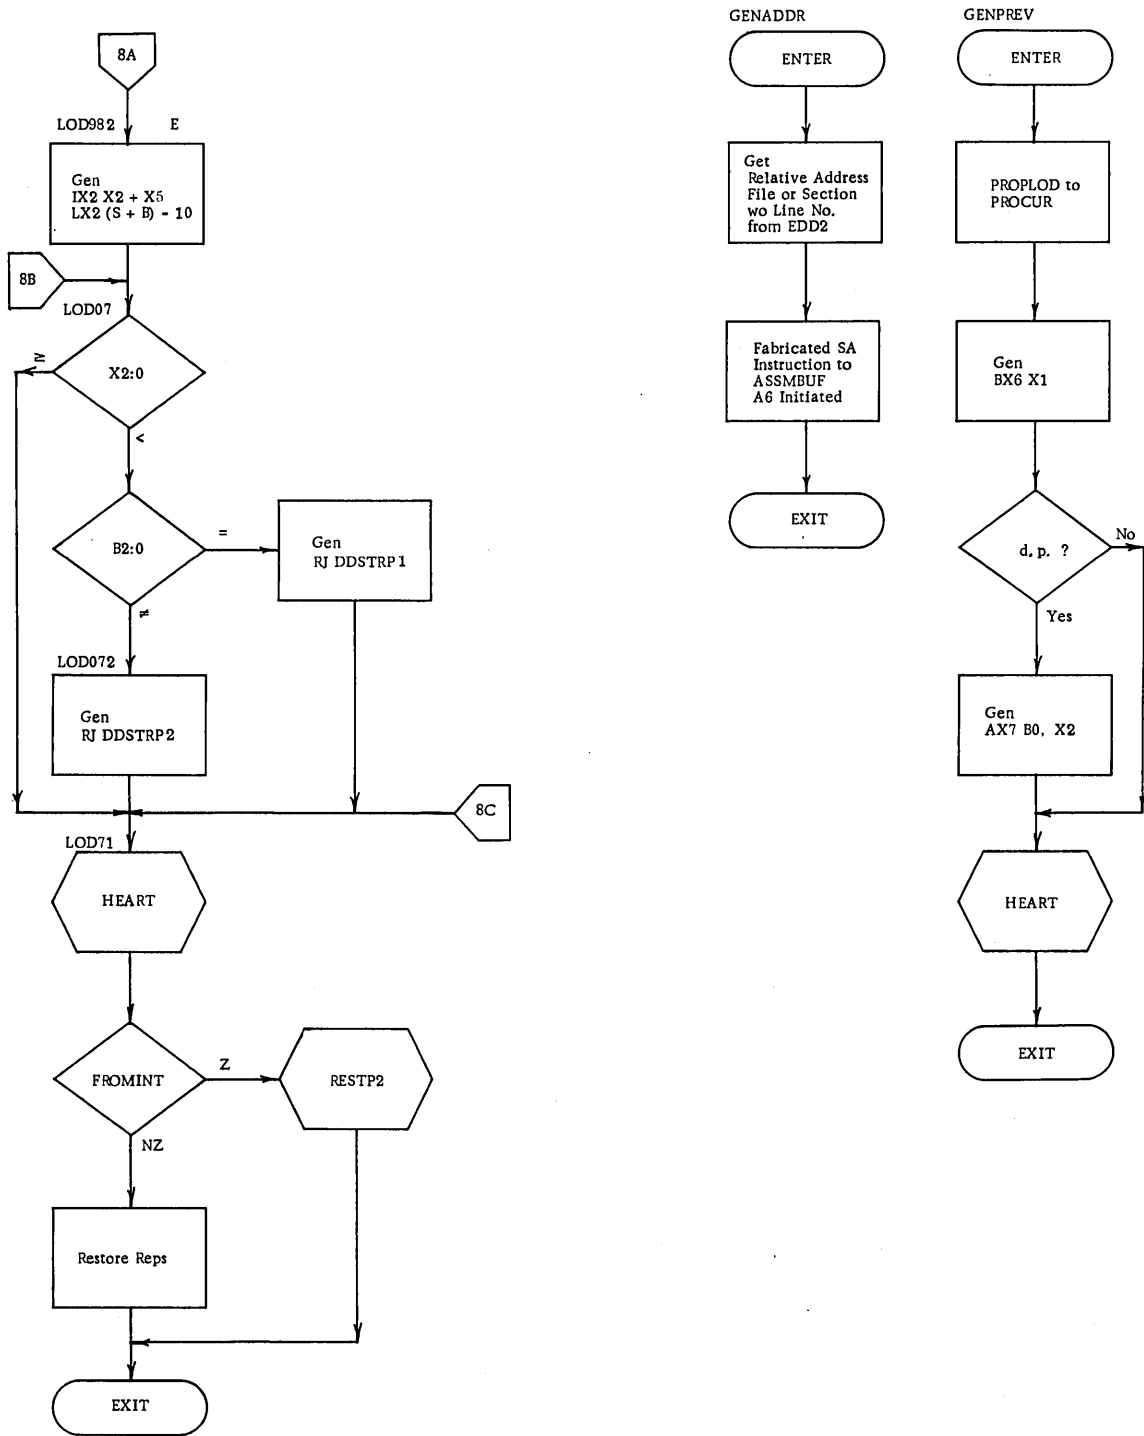 8A
LOD982 E
Gen
IX2 X2 + X5
LX2 (S + B) - 10
8B
LOD07
≥
X2:0
<
B2:0
=
Gen
RJ DDSTRP1
≠
LOD072
Gen
RJ DDSTRP2
8C
LOD71
HEART
FROMINT
Z
RESTP2
NZ
Restore Reps
EXIT
GENADDR
ENTER
Get
Relative Address
File or Section
wo Line No.
from EDD2
Fabricated SA
Instruction to
ASSMBUF
A6 Initiated
EXIT
GENPREV
ENTER
PROPLOD to
PROCUR
Gen
BX6 X1
d.p. ?
No
Yes
Gen
AX7 B0, X2
HEART
EXIT